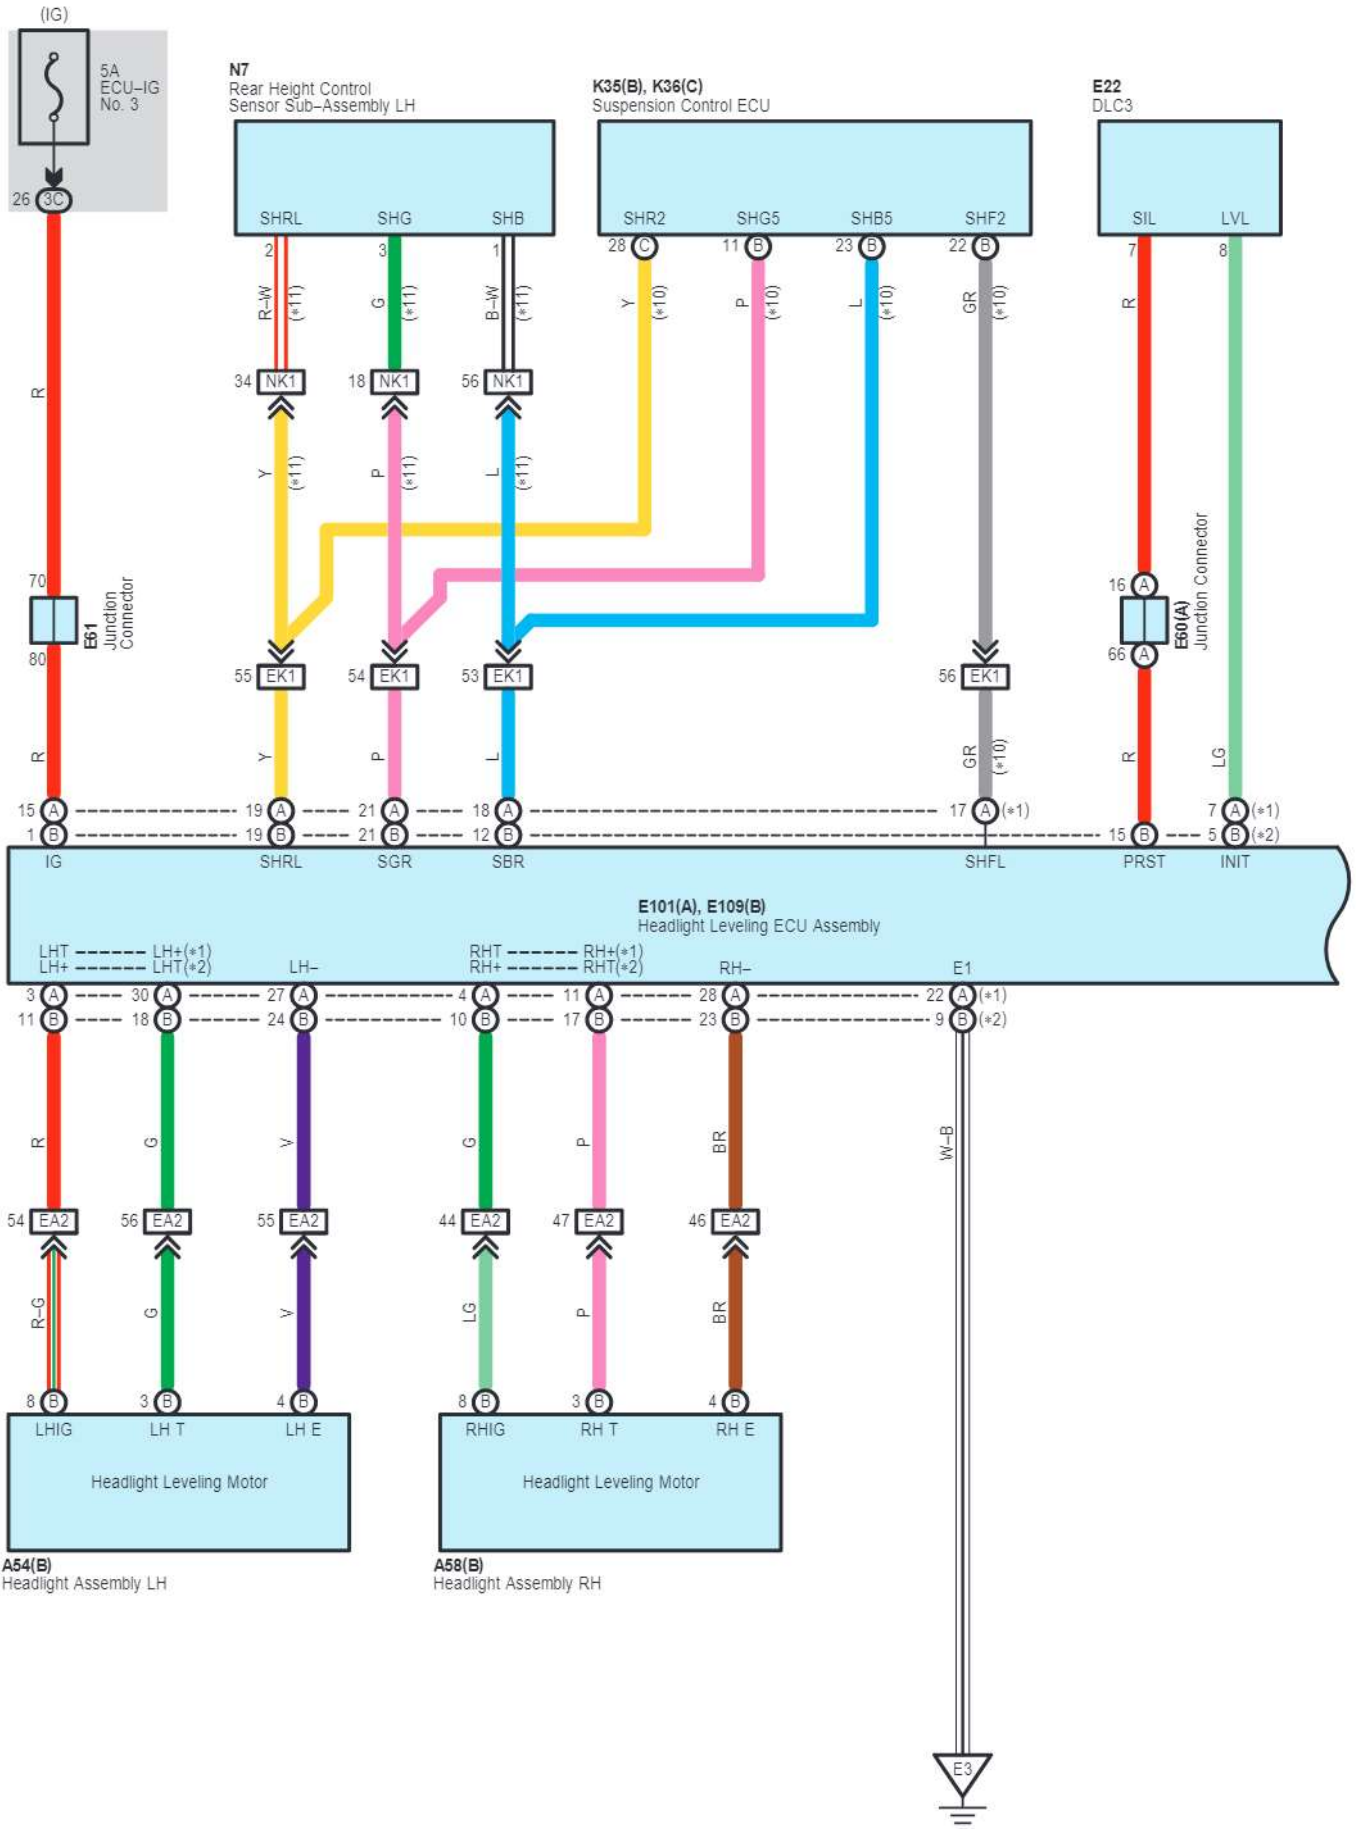 (IG)
5A
ECU–IG
No. 3
26 3C
N7
Rear Height Control
Sensor Sub–Assembly LH
K35(B), K36(C)
Suspension Control ECU
E22
DLC3
SHRL SHG SHB
SHR2 SHG5 SHB5 SHF2
SIL LVL
2 3 1
28 C 11 B 23 B 22 B
7 8
R–W (*11) G (*11) B–W (*11)
Y (*10) P (*10) L (*10) GR (*10)
R
34 NK1 18 NK1 56 NK1
R
Y (*11) P (*11) L (*11)
70
80
E61
Junction
Connector
16 A
66 A
E60(A)
Junction Connector
55 EK1 54 EK1 53 EK1 56 EK1
R Y P L GR (*10) R LG
15 A 19 A 21 A 18 A 17 A (*1) 7 A (*1)
1 B 19 B 21 B 12 B 15 B 5 B (*2)
IG SHRL SGR SBR SHFL PRST INIT
E101(A), E109(B)
Headlight Leveling ECU Assembly
LHT LH+(*1) RHT RH+(*1)
LH+ LHT(*2) LH– RH+ RHT(*2) RH– E1
3 A 30 A 27 A 4 A 11 A 28 A 22 A (*1)
11 B 18 B 24 B 10 B 17 B 23 B 9 B (*2)
R G V G P BR W–B
54 EA2 56 EA2 55 EA2 44 EA2 47 EA2 46 EA2
R–G G V LG P BR
8 B 3 B 4 B 8 B 3 B 4 B
LHIG LH T LH E RHIG RH T RH E
Headlight Leveling Motor
Headlight Leveling Motor
A54(B)
Headlight Assembly LH
A58(B)
Headlight Assembly RH
E3